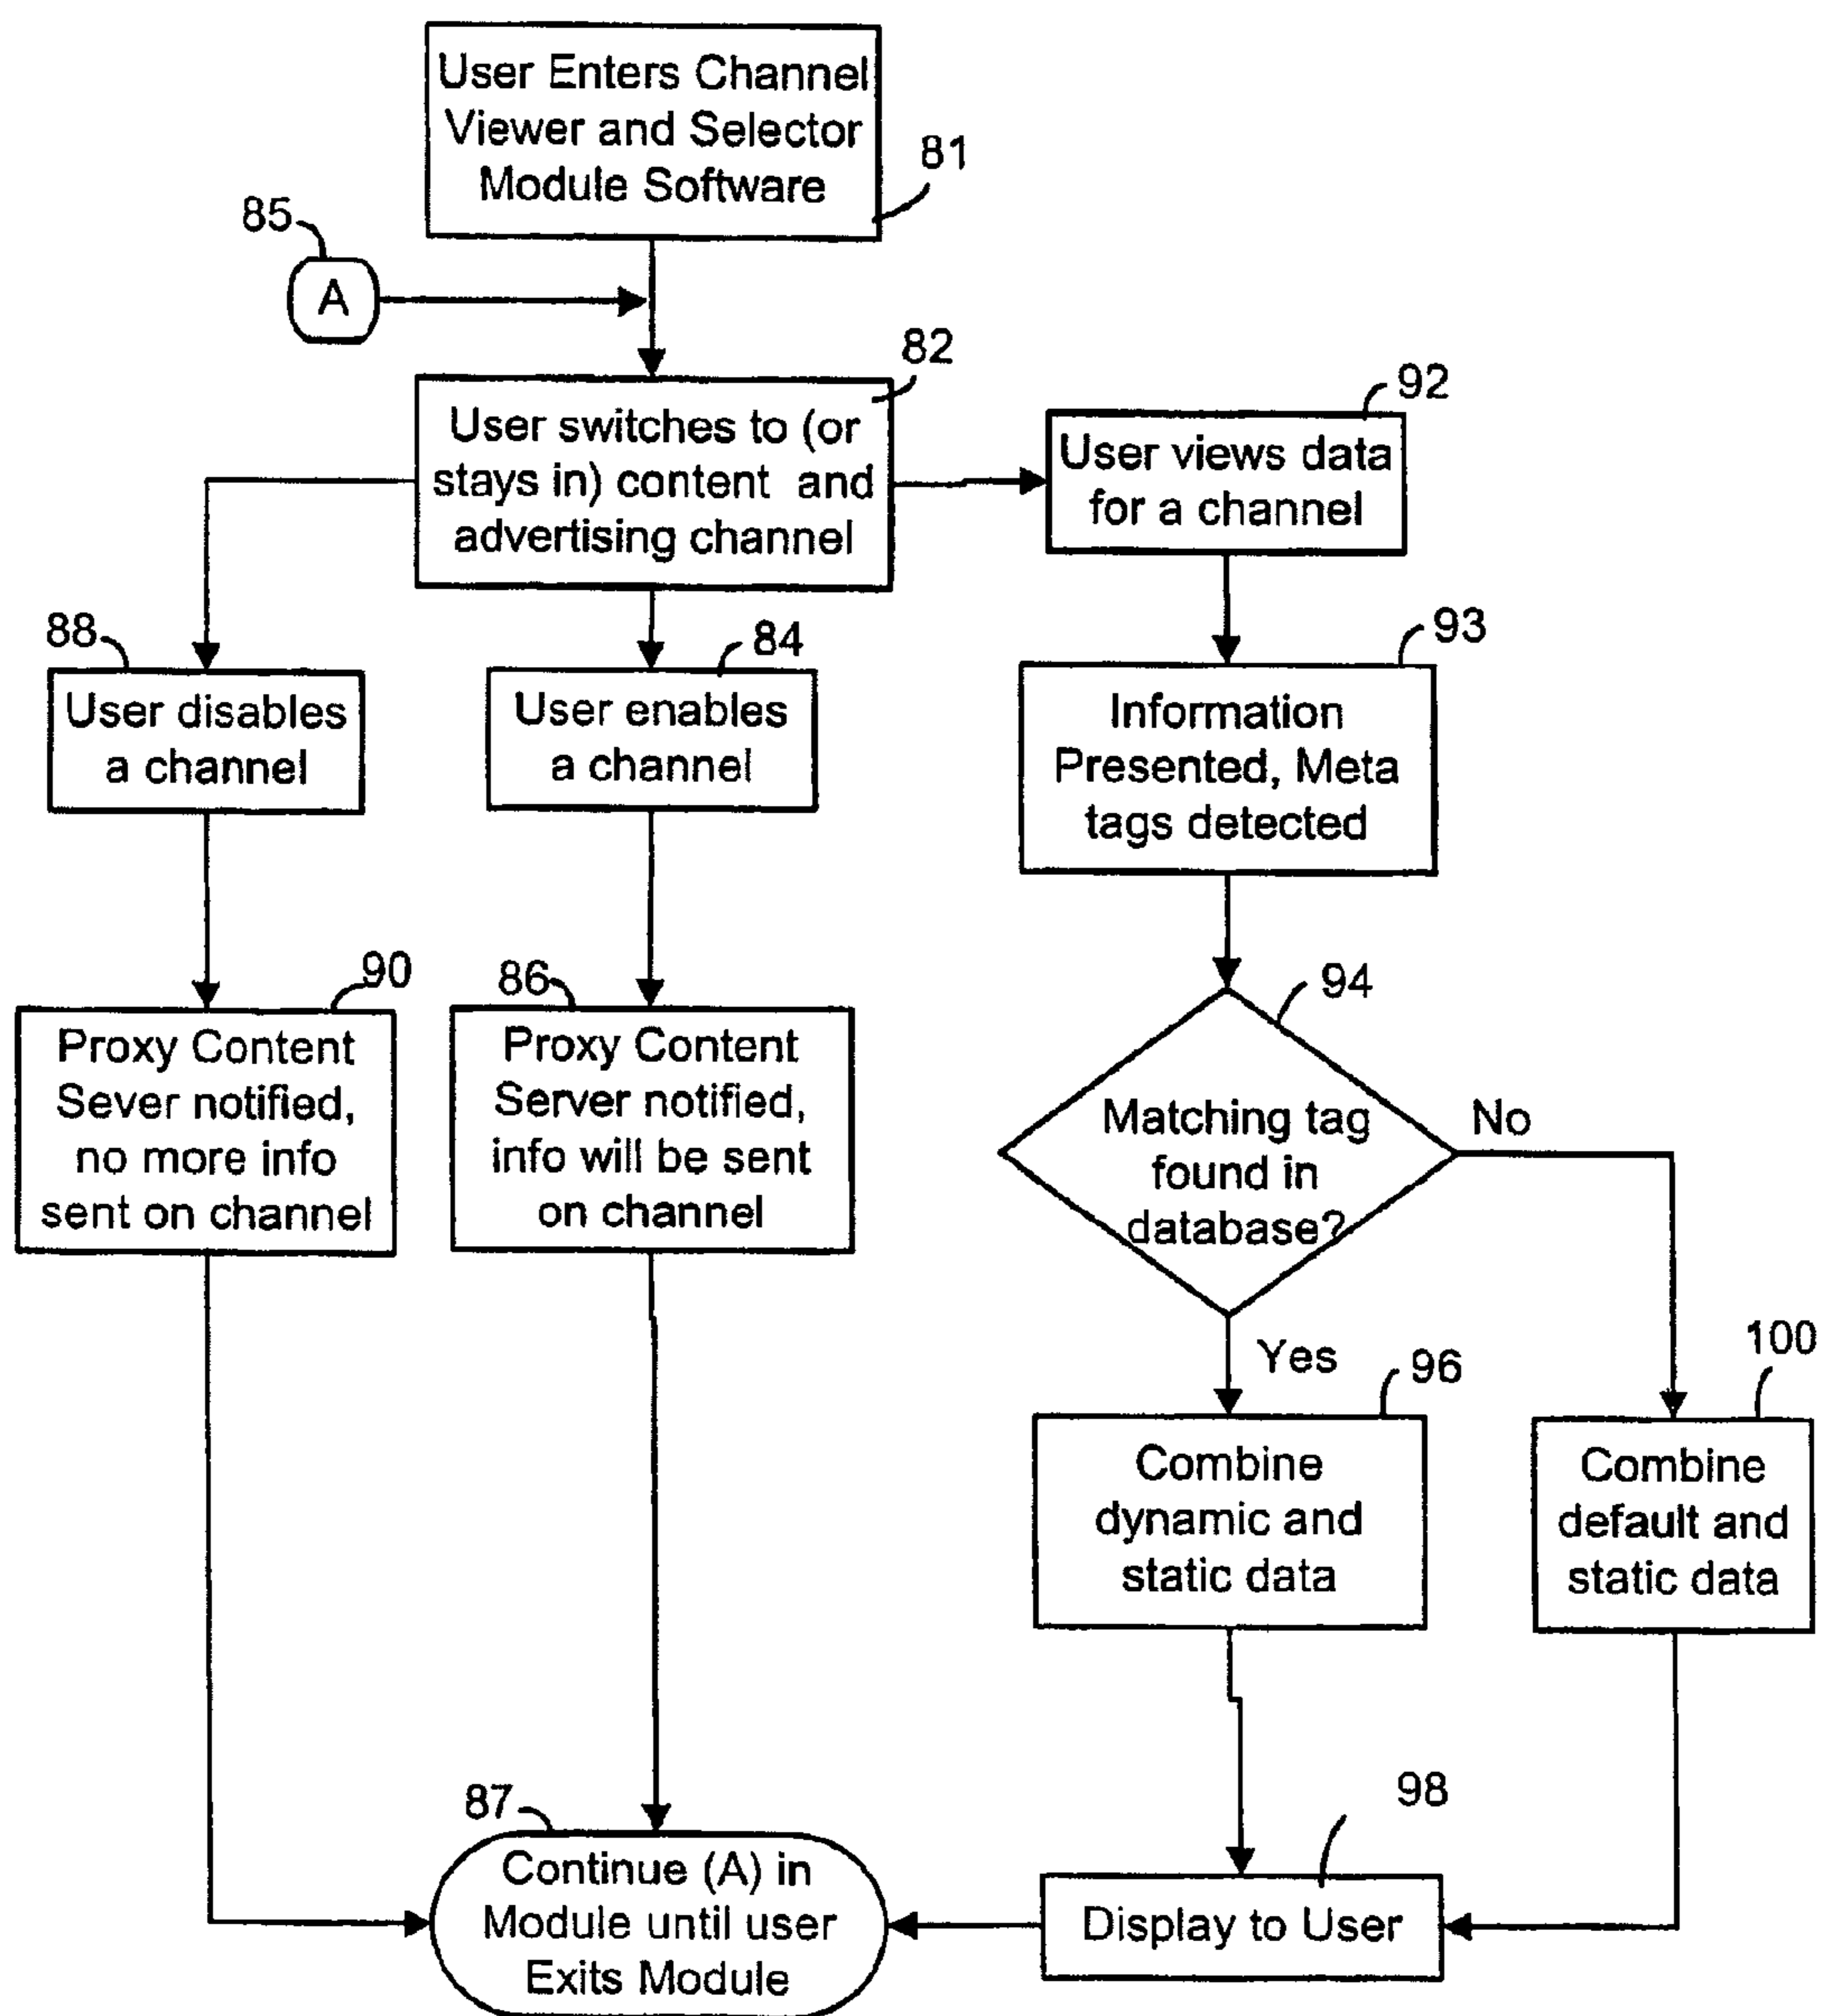 User Enters Channel
Viewer and Selector
Module Software
81
85
A
82
User switches to (or
stays in) content and
advertising channel
92
User views data
for a channel
88
User disables
a channel
84
User enables
a channel
93
Information
Presented, Meta
tags detected
90
Proxy Content
Sever notified,
no more info
sent on channel
86
Proxy Content
Server notified,
info will be sent
on channel
94
Matching tag
found in
database?
No
Yes
96
Combine
dynamic and
static data
100
Combine
default and
static data
87
Continue (A) in
Module until user
Exits Module
98
Display to User